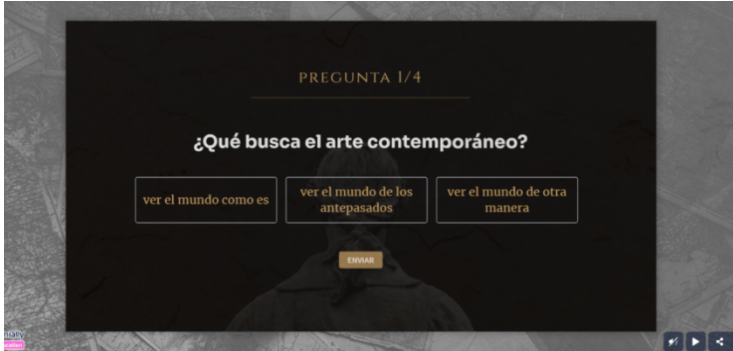 PREGUNTA 1/4
¿Qué busca el arte contemporáneo?
ver el mundo como es
ver el mundo de los
antepasados
ver el mundo de otra
manera
ENVIAR